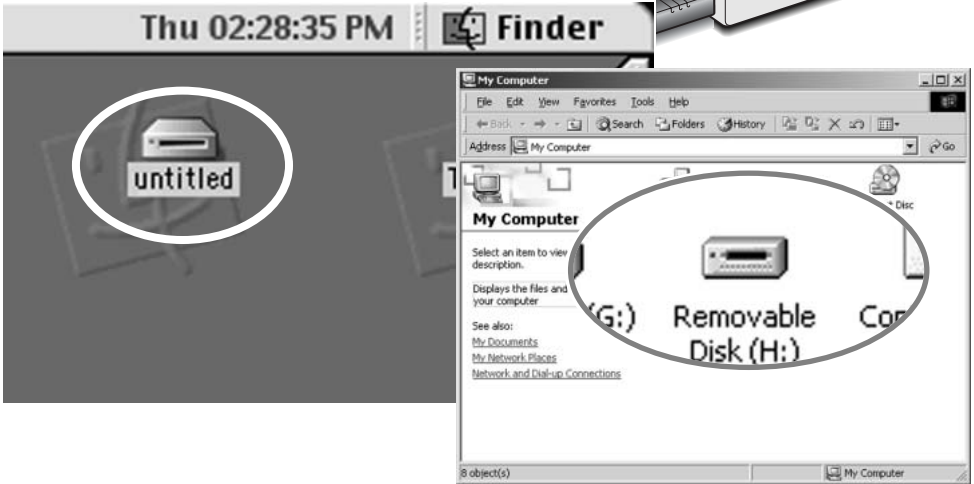 Thu 02:28:35 PM Finder
untitled
My Computer
File Edit View Favorites Tools Help
Back Search Folders History
Address My Computer Go
Disc
My Computer
Select an item to view
description.
Displays the files and
your computer
See also:
My Documents
My Network Places
Network and Dial-up Connections
(G:) Removable
Disk (H:)
8 object(s) My Computer